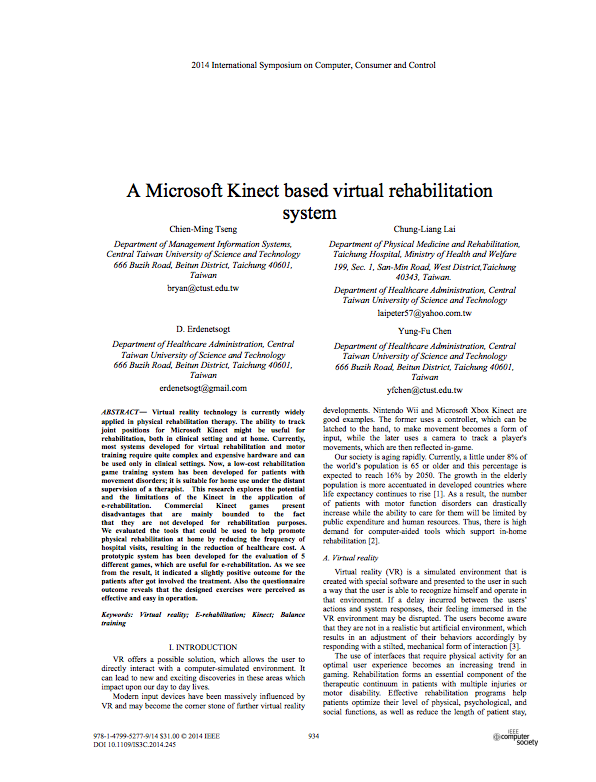 2014 International Symposium on Computer, Consumer and Control
A Microsoft Kinect based virtual rehabilitation
system
Chien-Ming Tseng
Department of Management Information Systems,
Central Taiwan University of Science and Technology
666 Buzih Road, Beitun District, Taichung 40601,
Taiwan
bryan@ctust.edu.tw
Chung-Liang Lai
Department of Physical Medicine and Rehabilitation,
Taichung Hospital, Ministry of Health and Welfare
199, Sec. 1, San-Min Road, West District,Taichung
40343, Taiwan.
Department of Healthcare Administration, Central
Taiwan University of Science and Technology
laipeter57@yahoo.com.tw
D. Erdenetsogt
Department of Healthcare Administration, Central
Taiwan University of Science and Technology
666 Buzih Road, Beitun District, Taichung 40601,
Taiwan
erdenetsogt@gmail.com
Yung-Fu Chen
Department of Healthcare Administration, Central
Taiwan University of Science and Technology
666 Buzih Road, Beitun District, Taichung 40601,
Taiwan
yfchen@ctust.edu.tw
ABSTRACT— Virtual reality technology is currently widely
applied in physical rehabilitation therapy. The ability to track
joint positions for Microsoft Kinect might be useful for
rehabilitation, both in clinical setting and at home. Currently,
most systems developed for virtual rehabilitation and motor
training require quite complex and expensive hardware and can
be used only in clinical settings. Now, a low-cost rehabilitation
game training system has been developed for patients with
movement disorders; it is suitable for home use under the distant
supervision of a therapist. This research explores the potential
and the limitations of the Kinect in the application of
e-rehabilitation. Commercial Kinect games present
disadvantages that are mainly bounded to the fact
that they are not developed for rehabilitation purposes.
We evaluated the tools that could be used to help promote
physical rehabilitation at home by reducing the frequency of
hospital visits, resulting in the reduction of healthcare cost. A
prototypic system has been developed for the evaluation of 5
different games, which are useful for e-rehabilitation. As we see
from the result, it indicated a slightly positive outcome for the
patients after got involved the treatment. Also the questionnaire
outcome reveals that the designed exercises were perceived as
effective and easy in operation.
Keywords: Virtual reality; E-rehabilitation; Kinect; Balance
training
I. INTRODUCTION
VR offers a possible solution, which allows the user to
directly interact with a computer-simulated environment. It
can lead to new and exciting discoveries in these areas which
impact upon our day to day lives.
Modern input devices have been massively influenced by
VR and may become the corner stone of further virtual reality
developments. Nintendo Wii and Microsoft Xbox Kinect are
good examples. The former uses a controller, which can be
latched to the hand, to make movement becomes a form of
input, while the later uses a camera to track a player's
movements, which are then reflected in-game.
Our society is aging rapidly. Currently, a little under 8% of
the world's population is 65 or older and this percentage is
expected to reach 16% by 2050. The growth in the elderly
population is more accentuated in developed countries where
life expectancy continues to rise [1]. As a result, the number
of patients with motor function disorders can drastically
increase while the ability to care for them will be limited by
public expenditure and human resources. Thus, there is high
demand for computer-aided tools which support in-home
rehabilitation [2].
A. Virtual reality
Virtual reality (VR) is a simulated environment that is
created with special software and presented to the user in such
a way that the user is able to recognize himself and operate in
that environment. If a delay incurred between the users'
actions and system responses, their feeling immersed in the
VR environment may be disrupted. The users become aware
that they are not in a realistic but artificial environment, which
results in an adjustment of their behaviors accordingly by
responding with a stilted, mechanical form of interaction [3].
The use of interfaces that require physical activity for an
optimal user experience becomes an increasing trend in
gaming. Rehabilitation forms an essential component of the
therapeutic continuum in patients with multiple injuries or
motor disability. Effective rehabilitation programs help
patients optimize their level of physical, psychological, and
social functions, as well as reduce the length of patient stay,
978-1-4799-5277-9/14 $31.00 © 2014 IEEE
DOI 10.1109/IS3C.2014.245
934
IEEE
computer
society